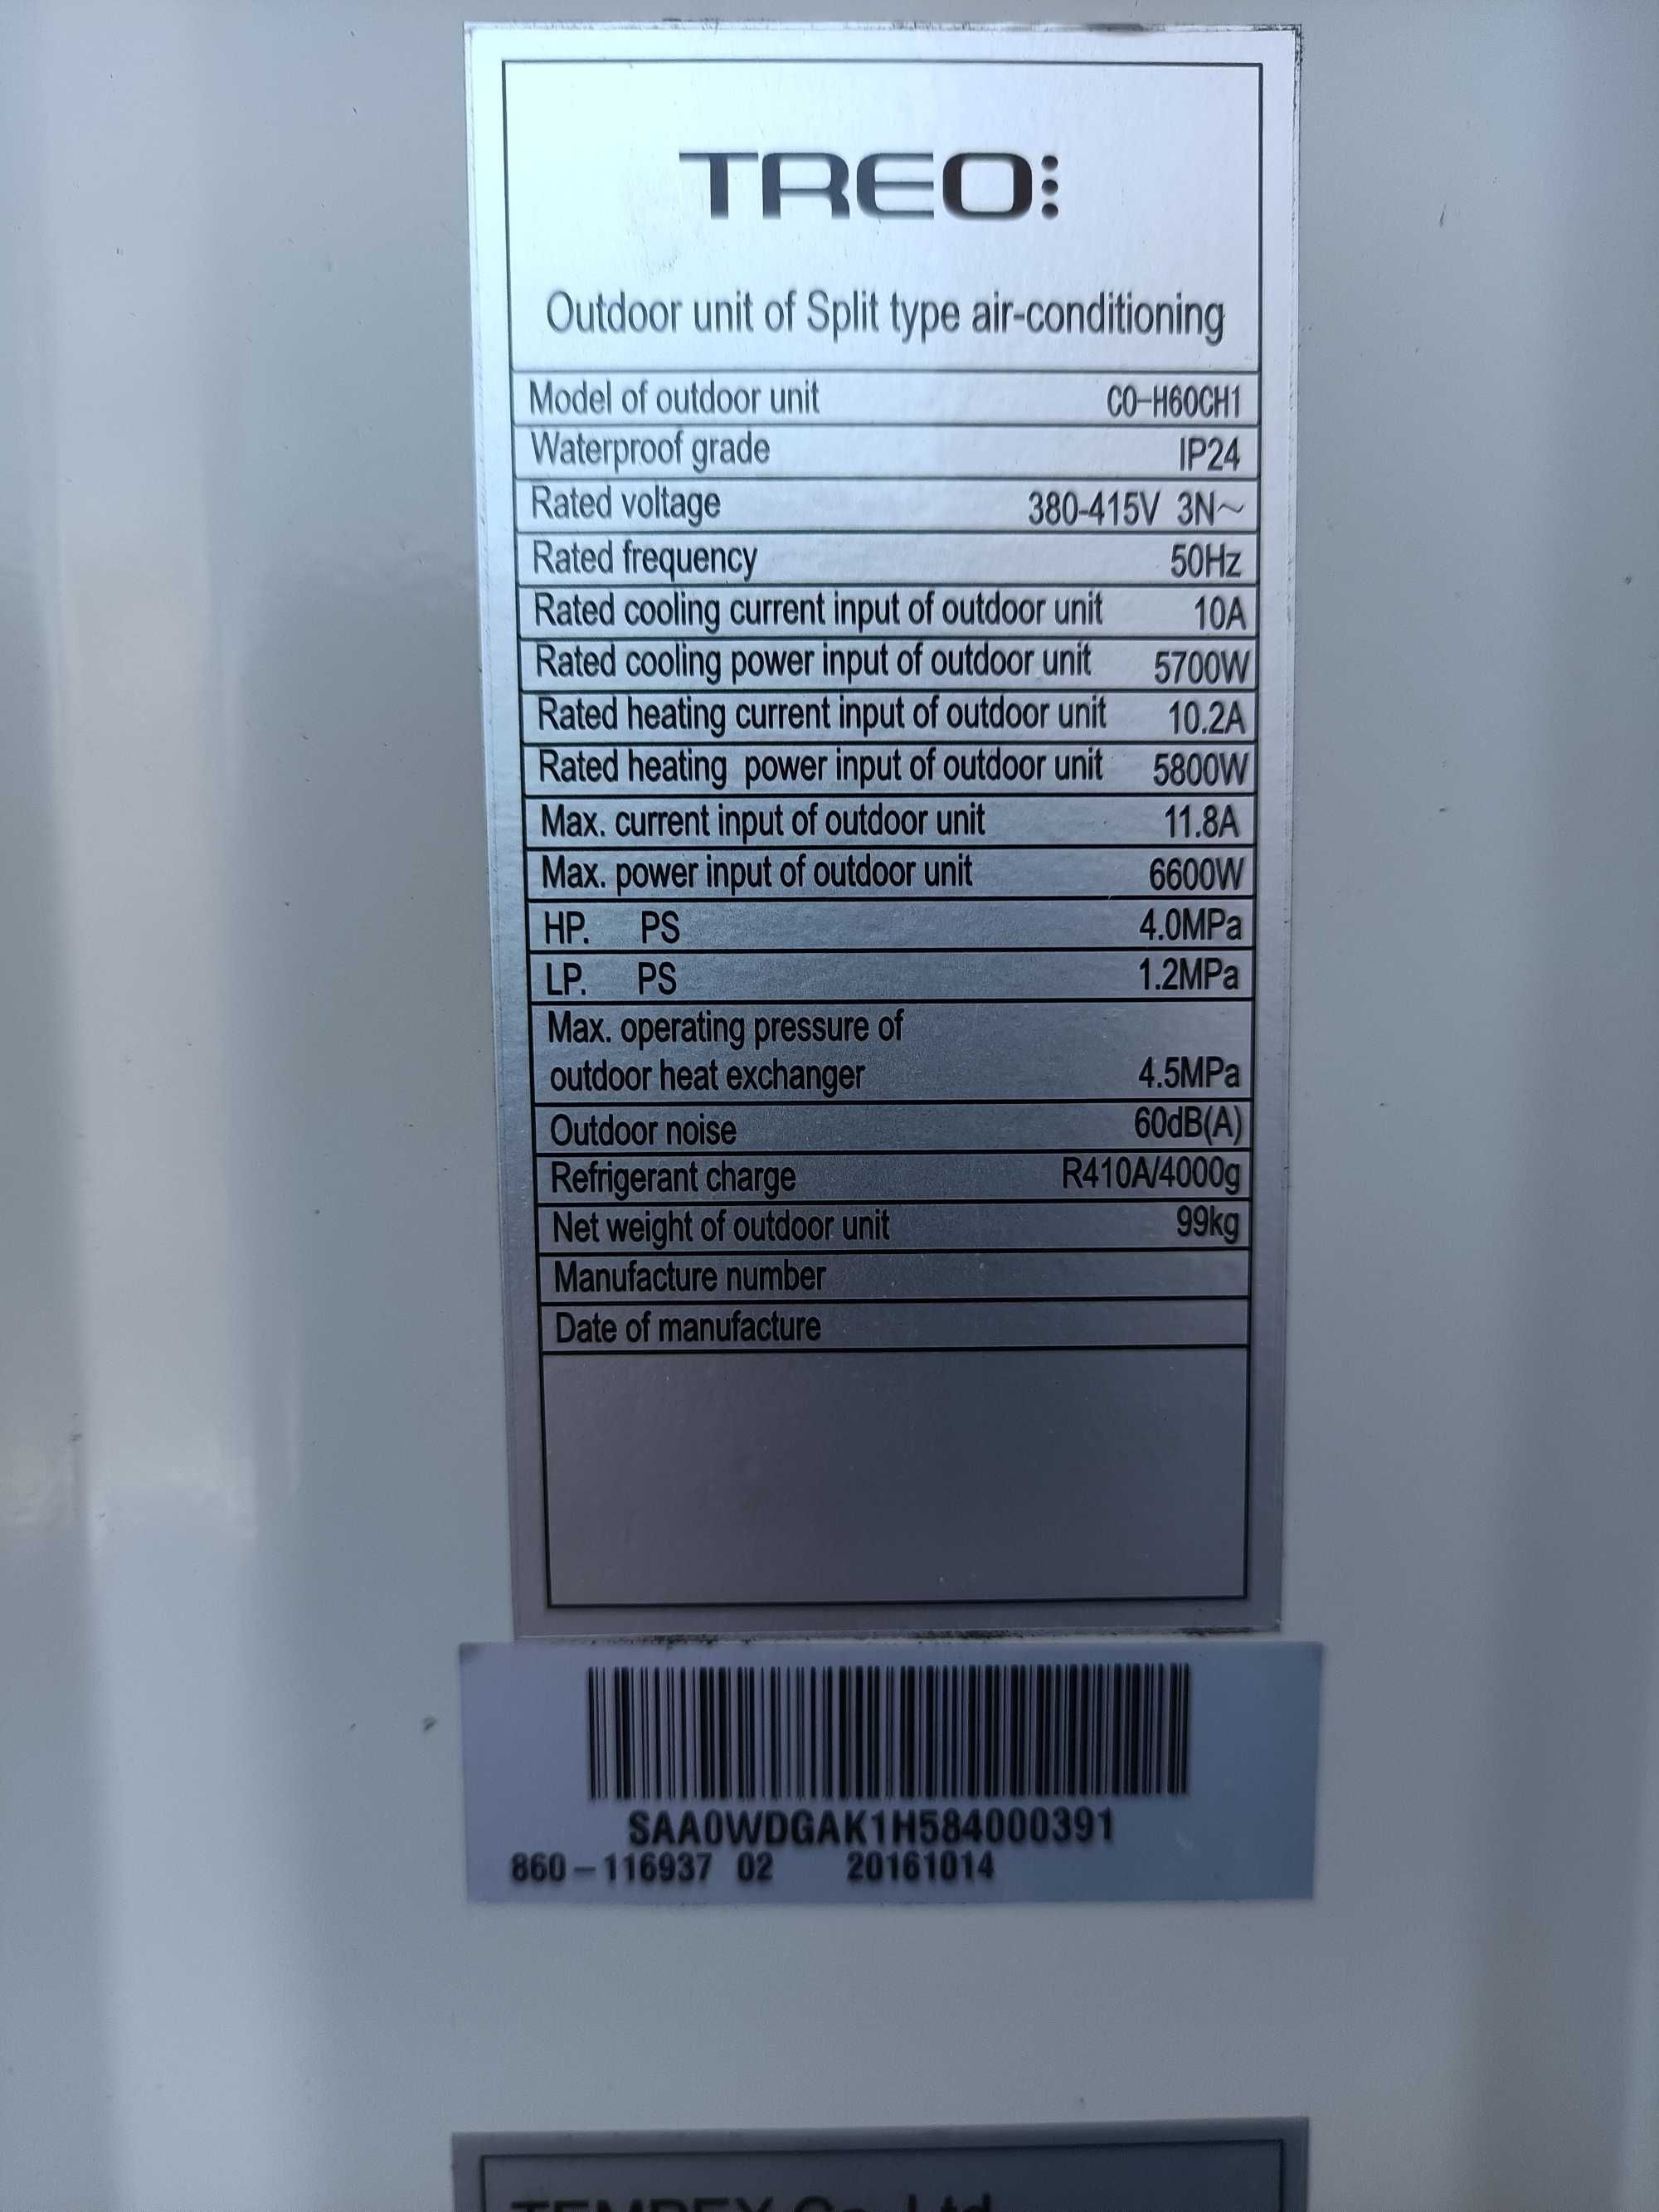 TREO
Outdoor unit of Split type air-conditioning
Model of outdoor unit CO-H60CH1
Waterproof grade IP24
Rated voltage 380-415V 3N~
Rated frequency 50Hz
Rated cooling current input of outdoor unit 10A
Rated cooling power input of outdoor unit 5700W
Rated heating current input of outdoor unit 10.2A
Rated heating power input of outdoor unit 5800W
Max. current input of outdoor unit 11.8A
Max. power input of outdoor unit 6600W
HP. PS 4.0MPa
LP. PS 1.2MPa
Max. operating pressure of
outdoor heat exchanger 4.5MPa
Outdoor noise 60dB(A)
Refrigerant charge R410A/4000g
Net weight of outdoor unit 99kg
Manufacture number
Date of manufacture
SAA0WDGAK1H584000391
860-116937 02 20161014
TEMPEX Co. Ltd